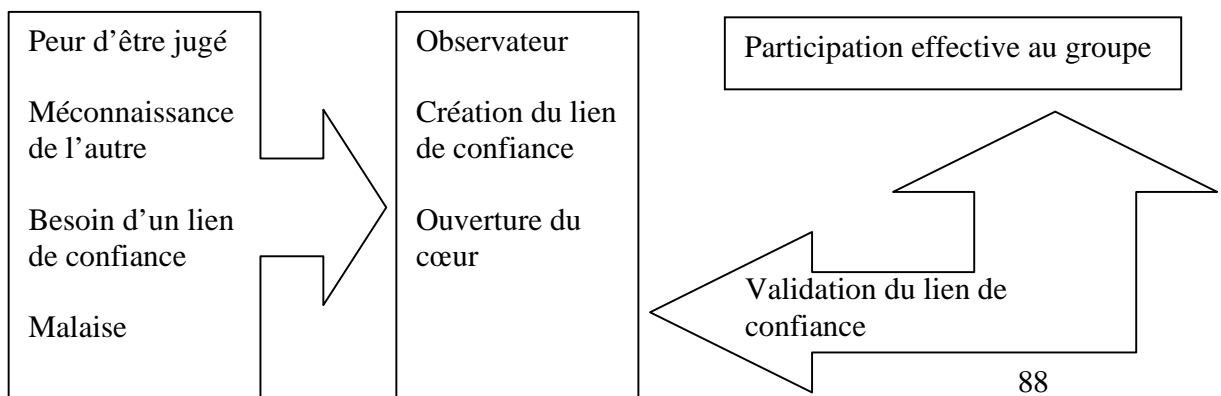 Peur d’être jugé
Méconnaissance
de l’autre
Besoin d’un lien
de confiance
Malaise
Observateur
Création du lien
de confiance
Ouverture du
cœur
Participation effective au groupe
Validation du lien de
confiance
88